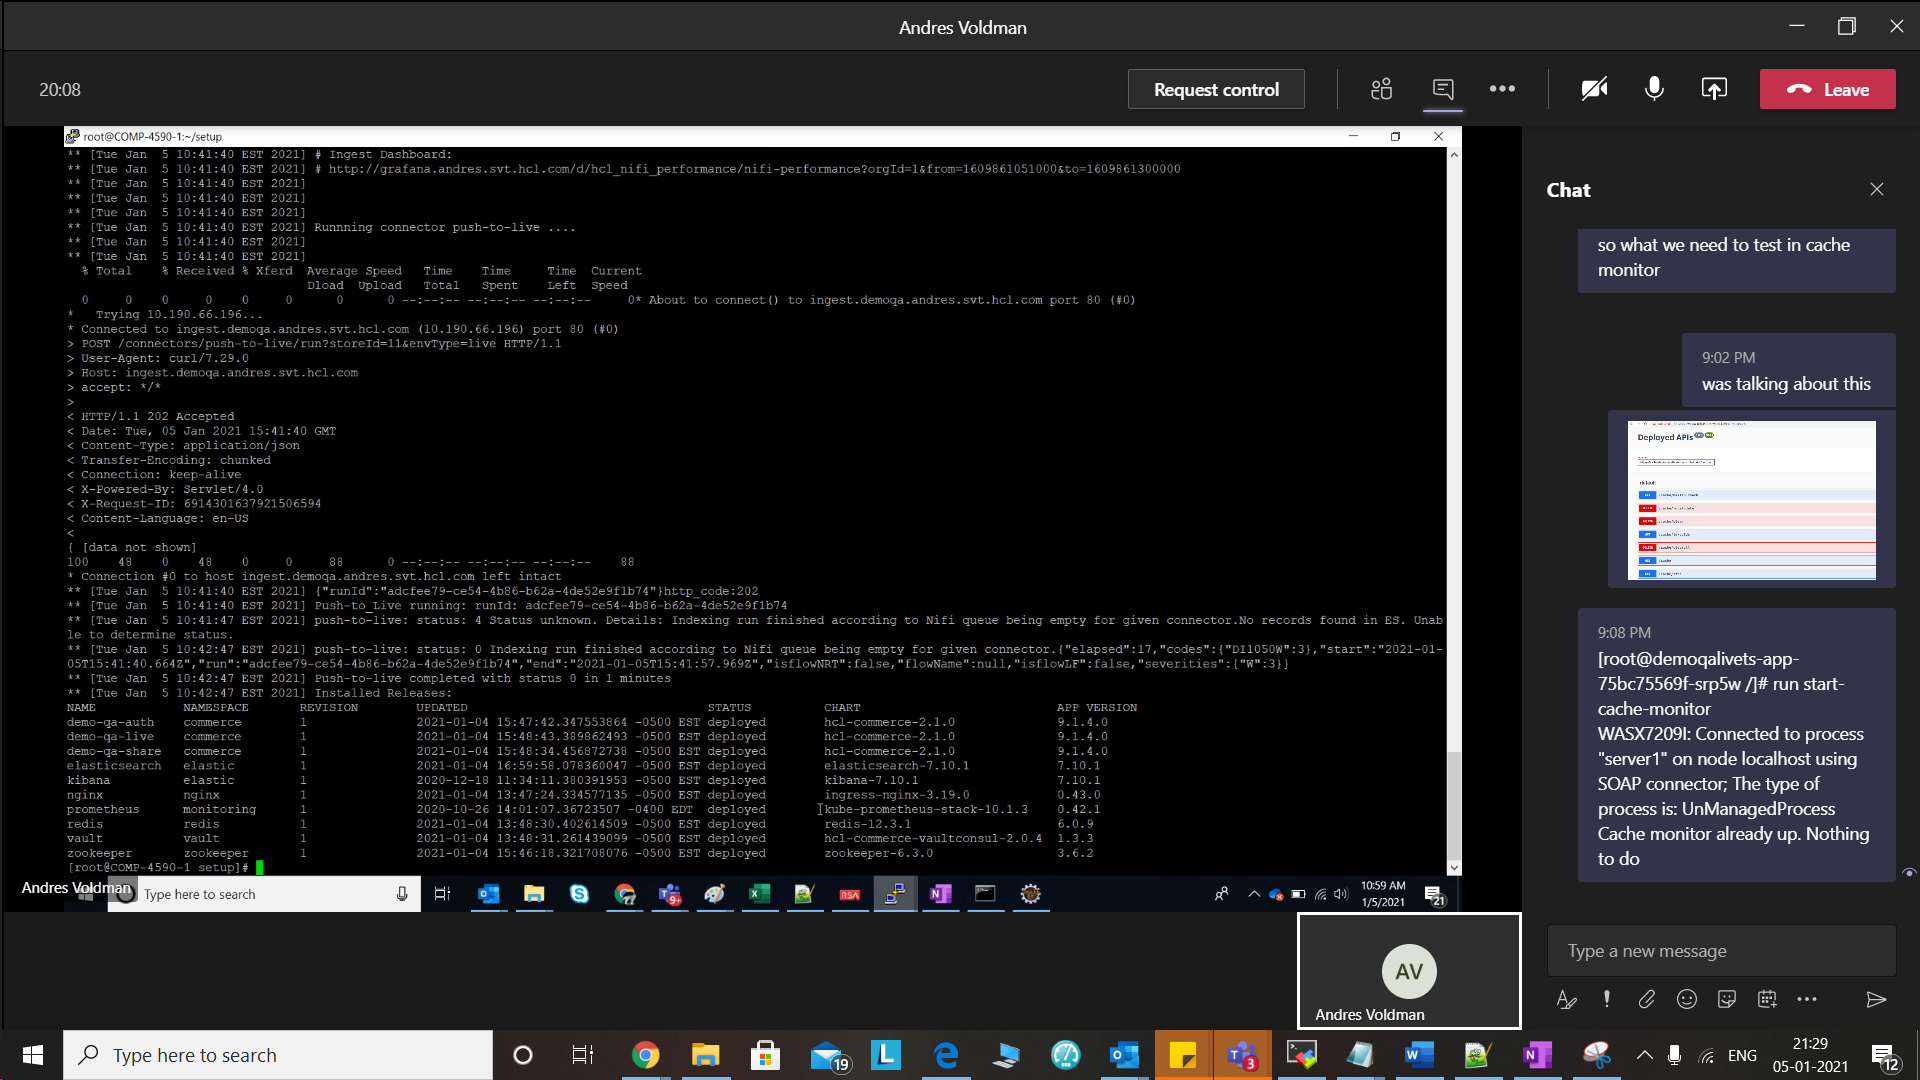 Andres Voldman
20:08
Request control
Leave
root@COMP-4590-1:~/setup
** [Tue Jan  5 10:41:40 EST 2021] # Ingest Dashboard:
** [Tue Jan  5 10:41:40 EST 2021] # http://grafana.andres.svt.hcl.com/d/hcl_nifi_performance/nifi-performance?orgId=1&from=1609861051000&to=1609861300000
** [Tue Jan  5 10:41:40 EST 2021]
** [Tue Jan  5 10:41:40 EST 2021]
** [Tue Jan  5 10:41:40 EST 2021]
** [Tue Jan  5 10:41:40 EST 2021] Runnning connector push-to-live ....
** [Tue Jan  5 10:41:40 EST 2021]
** [Tue Jan  5 10:41:40 EST 2021]
% Total    % Received % Xferd  Average Speed   Time    Time     Time  Current
Dload  Upload   Total   Spent    Left  Speed
0     0    0     0    0     0      0      0 --:--:-- --:--:-- --:--:--     0* About to connect() to ingest.demoqa.andres.svt.hcl.com port 80 (#0)
*   Trying 10.190.66.196...
* Connected to ingest.demoqa.andres.svt.hcl.com (10.190.66.196) port 80 (#0)
> POST /connectors/push-to-live/run?storeId=11&envType=live HTTP/1.1
> User-Agent: curl/7.29.0
> Host: ingest.demoqa.andres.svt.hcl.com
> accept: */*
>
< HTTP/1.1 202 Accepted
< Date: Tue, 05 Jan 2021 15:41:40 GMT
< Content-Type: application/json
< Transfer-Encoding: chunked
< Connection: keep-alive
< X-Powered-By: Servlet/4.0
< X-Request-ID: 6914301637921506594
< Content-Language: en-US
<
{ [data not shown]
100    48    0    48    0     0     88      0 --:--:-- --:--:-- --:--:--    88
* Connection #0 to host ingest.demoqa.andres.svt.hcl.com left intact
** [Tue Jan  5 10:41:40 EST 2021] {"runId":"adcfee79-ce54-4b86-b62a-4de52e9f1b74"}http_code:202
** [Tue Jan  5 10:41:40 EST 2021] Push-to_Live running: runId: adcfee79-ce54-4b86-b62a-4de52e9f1b74
** [Tue Jan  5 10:41:47 EST 2021] push-to-live: status: 4 Status unknown. Details: Indexing run finished according to Nifi queue being empty for given connector.No records found in ES. Unab
le to determine status.
** [Tue Jan  5 10:42:47 EST 2021] push-to-live: status: 0 Indexing run finished according to Nifi queue being empty for given connector.{"elapsed":17,"codes":{"DI1050W":3},"start":"2021-01-
05T15:41:40.664Z","run":"adcfee79-ce54-4b86-b62a-4de52e9f1b74","end":"2021-01-05T15:41:57.969Z","isflowNRT":false,"flowName":null,"isflowLF":false,"severities":{"W":3}}
** [Tue Jan  5 10:42:47 EST 2021] Push-to-live completed with status 0 in 1 minutes
** [Tue Jan  5 10:42:47 EST 2021] Installed Releases:
NAME NAMESPACE REVISION UPDATED STATUS CHART APP VERSION
demo-qa-auth commerce 1 2021-01-04 15:47:42.347553864 -0500 EST deployed hcl-commerce-2.1.0 9.1.4.0
demo-qa-live commerce 1 2021-01-04 15:48:43.389862493 -0500 EST deployed hcl-commerce-2.1.0 9.1.4.0
demo-qa-share commerce 1 2021-01-04 15:48:34.456872738 -0500 EST deployed hcl-commerce-2.1.0 9.1.4.0
elasticsearch elastic 1 2021-01-04 16:59:58.078360047 -0500 EST deployed elasticsearch-7.10.1 7.10.1
kibana elastic 1 2020-12-18 11:34:11.380391953 -0500 EST deployed kibana-7.10.1 7.10.1
nginx nginx 1 2021-01-04 13:47:24.334577135 -0500 EST deployed ingress-nginx-3.19.0 0.43.0
prometheus monitoring 1 2020-10-26 14:01:07.36723507 -0400 EDT deployed kube-prometheus-stack-10.1.3 0.42.1
redis redis 1 2021-01-04 13:48:30.402614509 -0500 EST deployed redis-12.3.1 6.0.9
vault vault 1 2021-01-04 13:48:31.261439099 -0500 EST deployed hcl-commerce-vaultconsul-2.0.4 1.3.3
zookeeper zookeeper 1 2021-01-04 15:46:18.321708076 -0500 EST deployed zookeeper-6.3.0 3.6.2
[root@COMP-4590-1 setup]#
Andres Voldman
Type here to search
9+
RSA
10:59 AM
1/5/2021
21
Chat
so what we need to test in cache
monitor
9:02 PM
was talking about this
Deployed APIs
default
9:08 PM
[root@demoqalivets-app-
75bc75569f-srp5w /]# run start-
cache-monitor
WASX7209I: Connected to process
"server1" on node localhost using
SOAP connector; The type of
process is: UnManagedProcess
Cache monitor already up. Nothing
to do
Type a new message
AV
Andres Voldman
Type here to search
19
L
3
ENG
21:29
05-01-2021
12